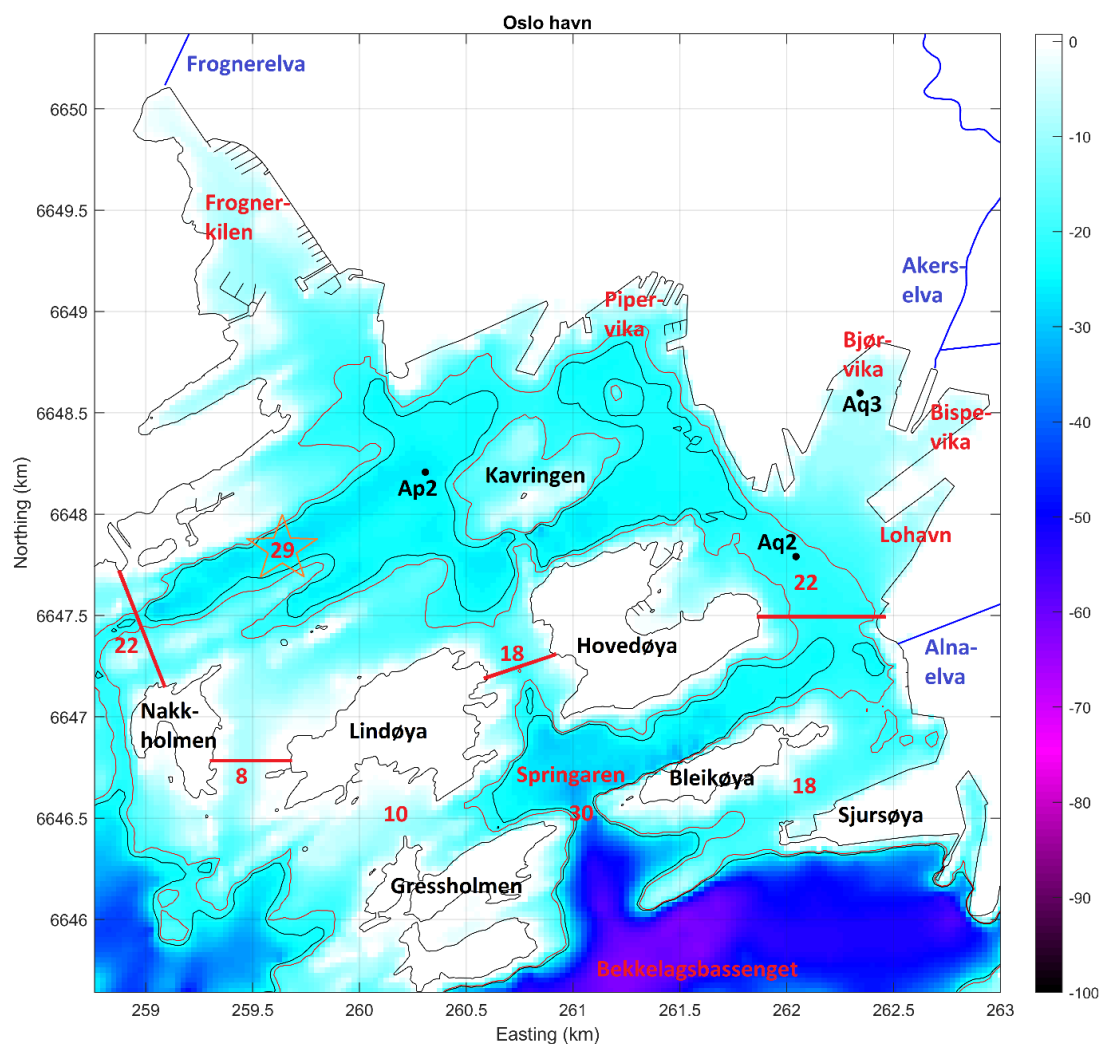 Oslo havn
0
Frognerelva
6650
-10
Frogner-
kilen
6649.5
-20
Akers-
elva
Piper-
vika
6649
-30
Bjør-
vika
Aq3
Bispe-
vika
6648.5
-40
Kavringen
Ap2
Northing (km)
6648
-50
Lohavn
Aq2
29
22
6647.5
-60
22
18
Hovedøya
Alna-
elva
Nakk-
holmen
Lindøya
6647
-70
8
Springaren
Bleikøya
18
10
30
Sjursøya
6646.5
-80
Gressholmen
6646
-90
Bekkelagsbassenget
-100
259
259.5
260
260.5
261
261.5
262
262.5
263
Easting (km)